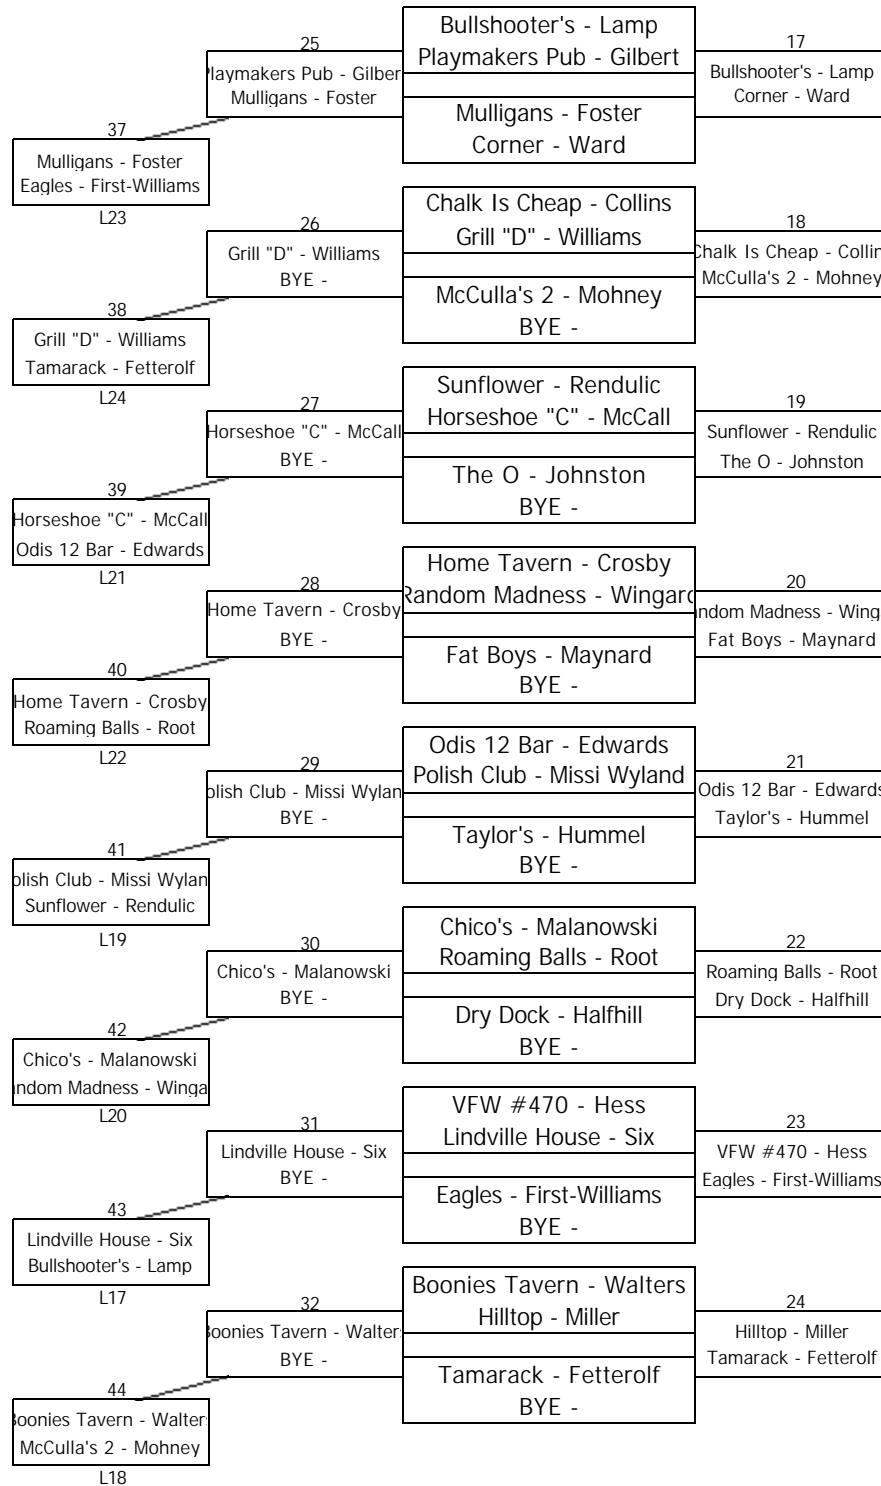 37
Mulligans - Foster
Eagles - First-Williams
L23
38
Grill "D" - Williams
Tamarack - Fetterolf
L24
39
Horseshoe "C" - McCall
Odis 12 Bar - Edwards
L21
40
Home Tavern - Crosby
Roaming Balls - Root
L22
41
olish Club - Missi Wylan
Sunflower - Rendulic
L19
42
Chico's - Malanowski
ndom Madness - Winga
L20
43
Lindville House - Six
Bullshooter's - Lamp
L17
44
Boonies Tavern - Walters
McCulla's 2 - Mohney
L18
25
Playmakers Pub - Gilber
Mulligans - Foster
26
Grill "D" - Williams
BYE -
27
Horseshoe "C" - McCall
BYE -
28
Home Tavern - Crosby
BYE -
29
olish Club - Missi Wylan
BYE -
30
Chico's - Malanowski
BYE -
31
Lindville House - Six
BYE -
32
Boonies Tavern - Walters
BYE -
Bullshooter's - Lamp
Playmakers Pub - Gilbert
Mulligans - Foster
Corner - Ward
Chalk Is Cheap - Collins
Grill "D" - Williams
McCulla's 2 - Mohney
BYE -
Sunflower - Rendulic
Horseshoe "C" - McCall
The O - Johnston
BYE -
Home Tavern - Crosby
Random Madness - Wingard
Fat Boys - Maynard
BYE -
Odis 12 Bar - Edwards
Polish Club - Missi Wyland
Taylor's - Hummel
BYE -
Chico's - Malanowski
Roaming Balls - Root
Dry Dock - Halfhill
BYE -
VFW #470 - Hess
Lindville House - Six
Eagles - First-Williams
BYE -
Boonies Tavern - Walters
Hilltop - Miller
Tamarack - Fetterolf
BYE -
17
Bullshooter's - Lamp
Corner - Ward
18
Chalk Is Cheap - Collin
McCulla's 2 - Mohney
19
Sunflower - Rendulic
The O - Johnston
20
ndom Madness - Wing
Fat Boys - Maynard
21
Odis 12 Bar - Edwards
Taylor's - Hummel
22
Roaming Balls - Root
Dry Dock - Halfhill
23
VFW #470 - Hess
Eagles - First-Williams
24
Hilltop - Miller
Tamarack - Fetterolf